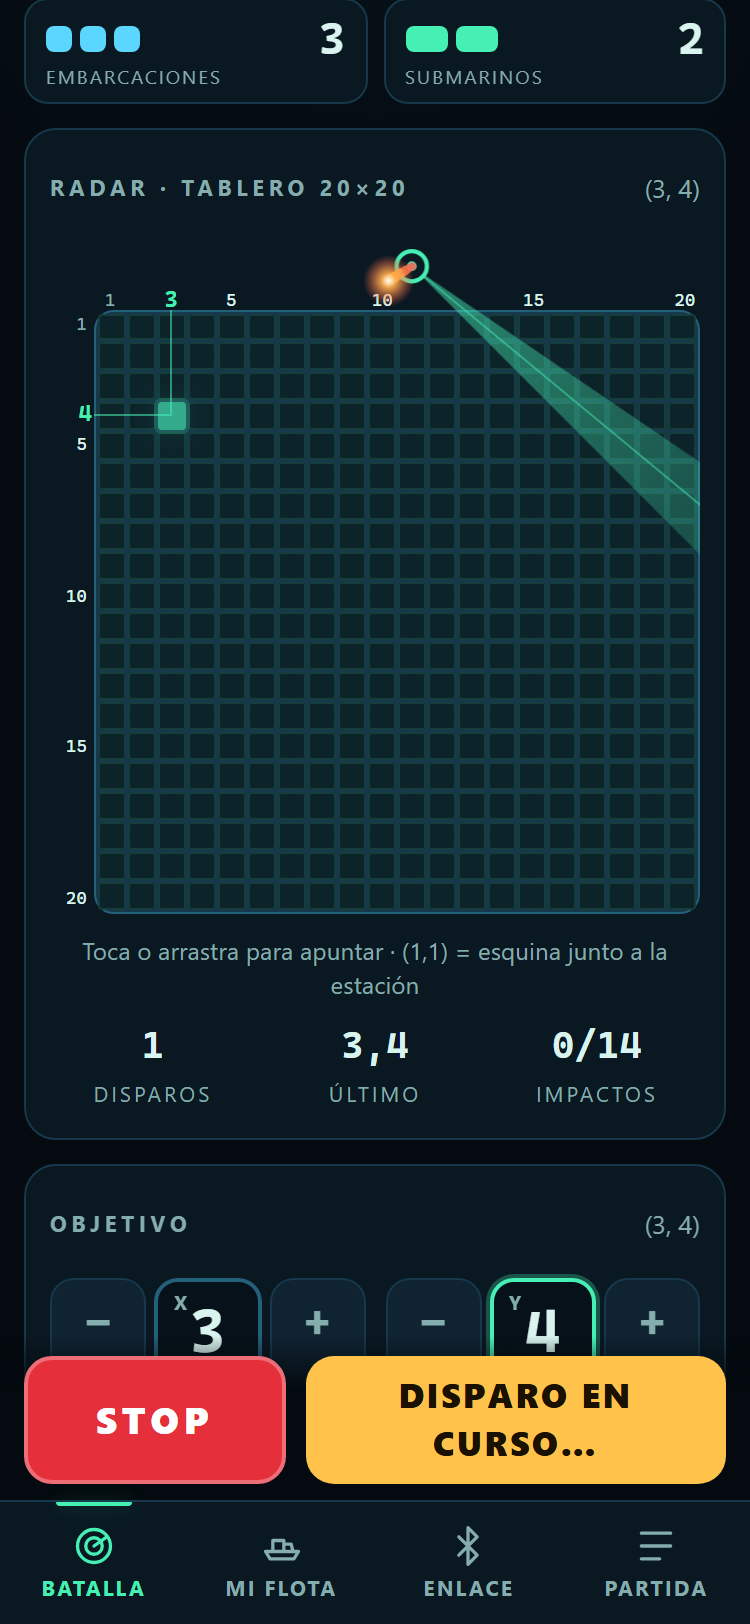 3
EMBARCACIONES
2
SUBMARINOS
RADAR · TABLERO 20×20
(3, 4)
1 3 5 10 15 20
1
4
5
10
15
20
Toca o arrastra para apuntar · (1,1) = esquina junto a la
estación
1
DISPAROS
3,4
ÚLTIMO
0/14
IMPACTOS
OBJETIVO
(3, 4)
− X 3 + − Y 4 +
STOP
DISPARO EN
CURSO...
BATALLA
MI FLOTA
ENLACE
PARTIDA